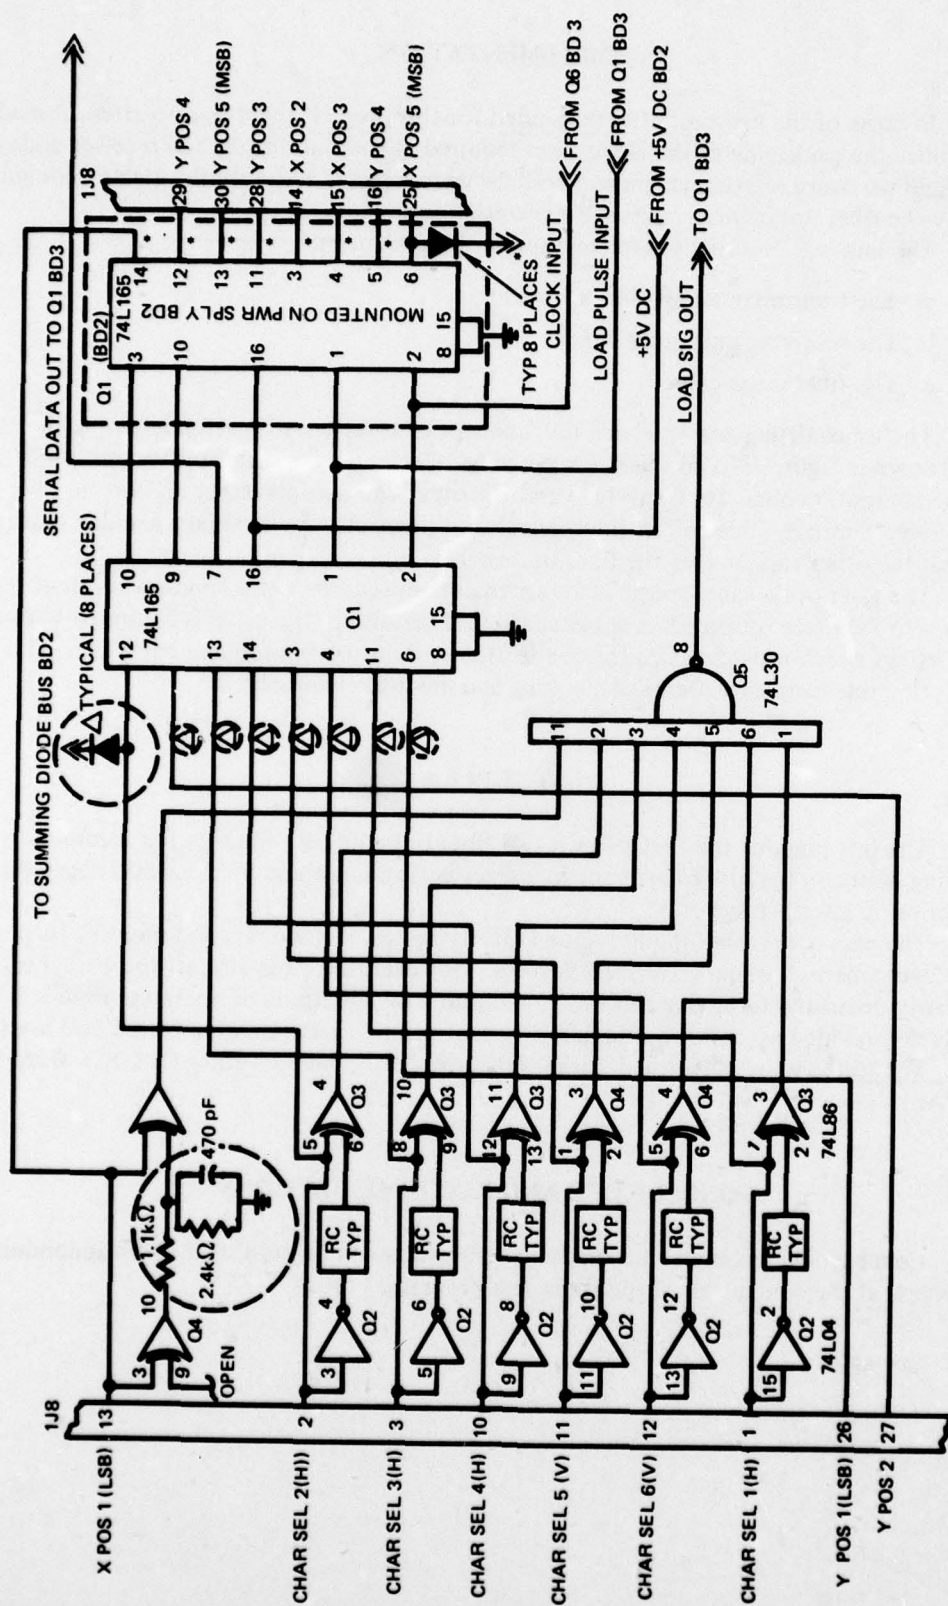 1J8
X POS 1 (LSB) 13
CHAR SEL 2(H)) 2
CHAR SEL 3(H) 3
CHAR SEL 4(H) 10
CHAR SEL 5 (V) 11
CHAR SEL 6(V) 12
CHAR SEL 1(H) 1
Y POS 1(LSB) 26
Y POS 2 27
3
9
OPEN
Q4
10
1.1kΩ
2.4kΩ
470 pF
3
4
Q2
RC
TYP
5
6
4
Q3
5
6
Q2
RC
TYP
8
9
10
Q3
9
8
Q2
RC
TYP
12
13
11
Q3
11
10
Q2
RC
TYP
1
2
3
Q4
13
12
Q2
RC
TYP
5
6
4
Q4
15
2
Q2
74L04
RC
TYP
2
3
Q3
74L86
TO SUMMING DIODE BUS BD2
TYPICAL (8 PLACES)
11
2
3
4
5
6
1
8
Q5
74L30
12
13
14
3
4
11
6
74L165
Q1
10
9
7
16
1
2
8
15
SERIAL DATA OUT TO Q1 BD3
Q1
(BD2)
74L165
MOUNTED ON PWR SPLY BD2
3
10
16
1
2
8
15
14
12
13
11
3
4
5
6
*
*
*
*
*
*
*
1J8
29 Y POS 4
30 Y POS 5 (MSB)
28 Y POS 3
14 X POS 2
15 X POS 3
16 Y POS 4
25 X POS 5 (MSB)
TYP 8 PLACES
CLOCK INPUT
FROM Q6 BD 3
LOAD PULSE INPUT
FROM Q1 BD3
+5V DC
FROM +5V DC BD2
LOAD SIG OUT
TO Q1 BD3